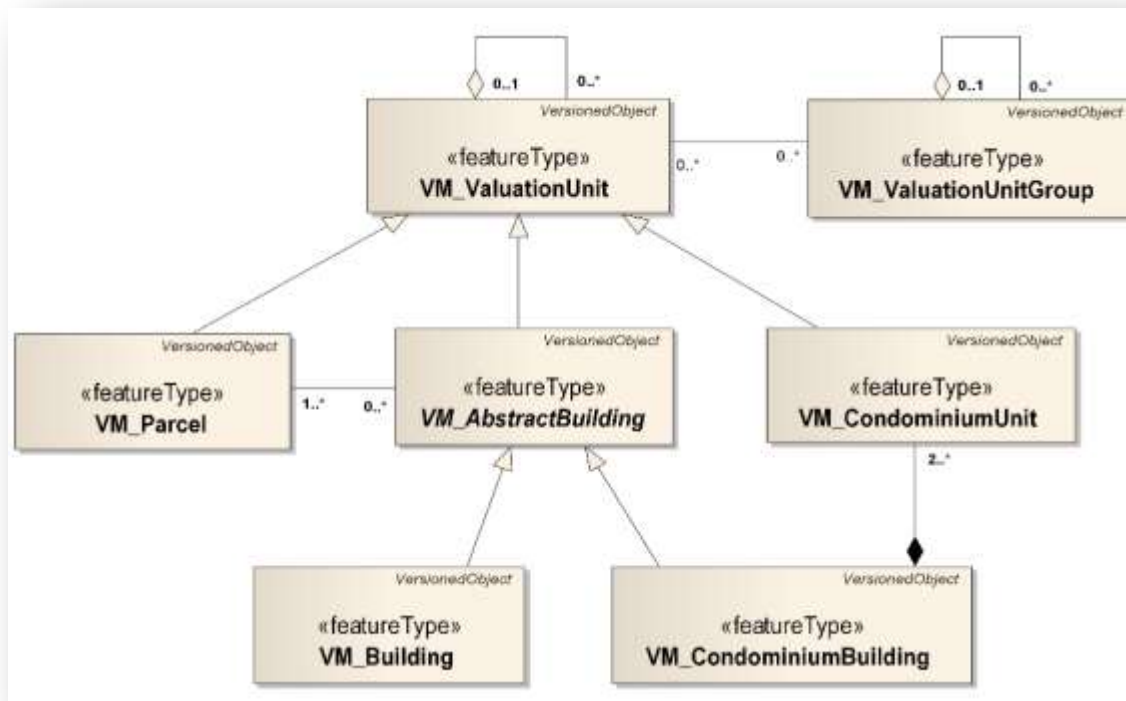 0..1
0..*
0..1
0..*
VersionedObject
«featureType»
VM_ValuationUnit
VersionedObject
«featureType»
VM_ValuationUnitGroup
0..*
0..*
VersionedObject
«featureType»
VM_Parcel
VersionedObject
«featureType»
VM_AbstractBuilding
VersionedObject
«featureType»
VM_CondominiumUnit
1..*
0..*
2..*
VersionedObject
«featureType»
VM_Building
VersionedObject
«featureType»
VM_CondominiumBuilding